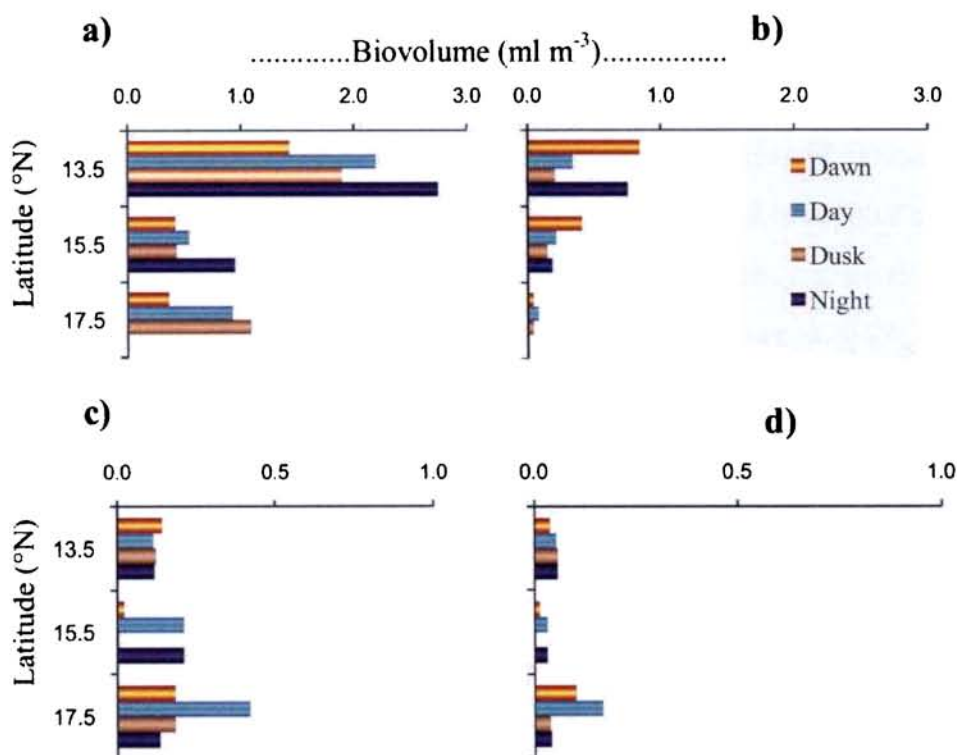 a)
b)
............Biovolume (ml m⁻³)................
0.0 1.0 2.0 3.0
0.0 1.0 2.0 3.0
Latitude (°N)
13.5
15.5
17.5
Dawn
Day
Dusk
Night
c)
d)
0.0 0.5 1.0
0.0 0.5 1.0
Latitude (°N)
13.5
15.5
17.5